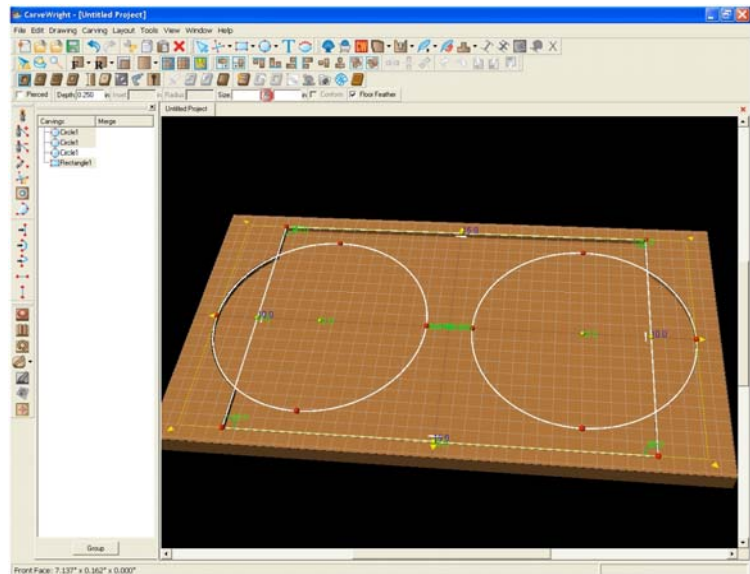 CarveWright - [Untitled Project]
File Edit Drawing Carving Layout Tools View Window Help
Pierced Depth: 0.250 in Inset in Radius Size: in Conform Floor Feather
Untitled Project
Carvings: Merge
Circle1
Circle1
Circle1
Rectangle1
Group
Front Face: 7.137" x 0.162" x 0.000"